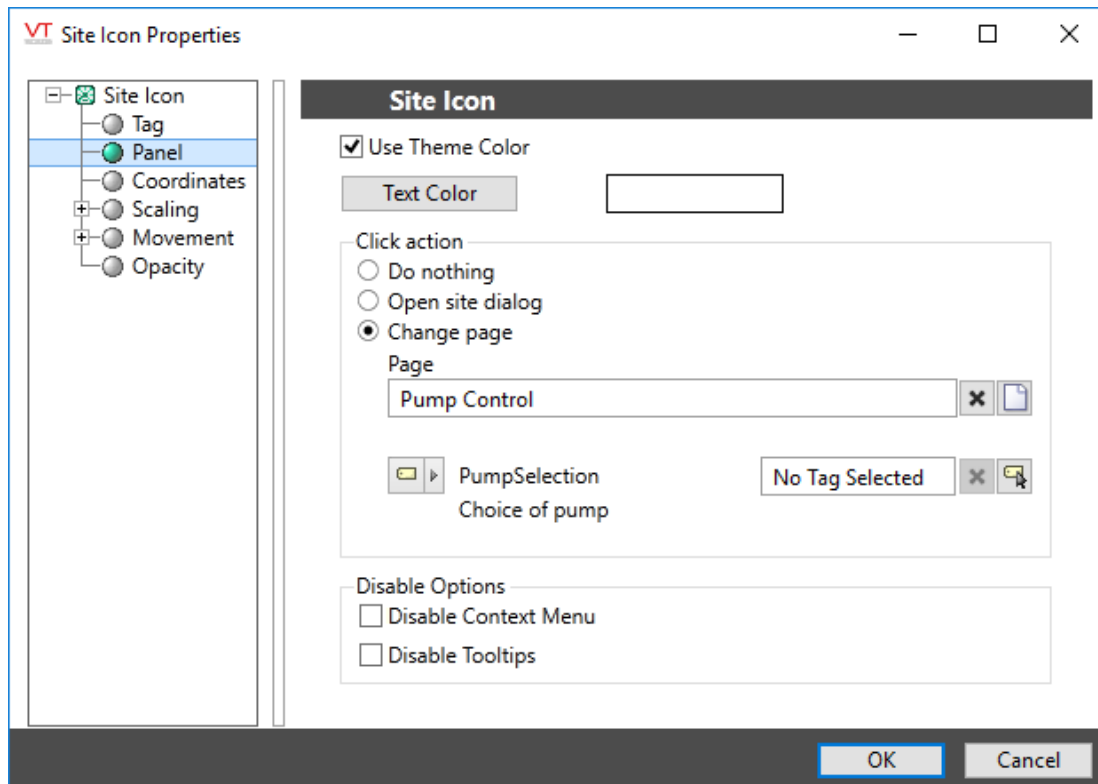 VT Site Icon Properties
Site Icon
Tag
Panel
Coordinates
Scaling
Movement
Opacity
Site Icon
Use Theme Color
Text Color
Click action
Do nothing
Open site dialog
Change page
Page
Pump Control
PumpSelection No Tag Selected
Choice of pump
Disable Options
Disable Context Menu
Disable Tooltips
OK Cancel